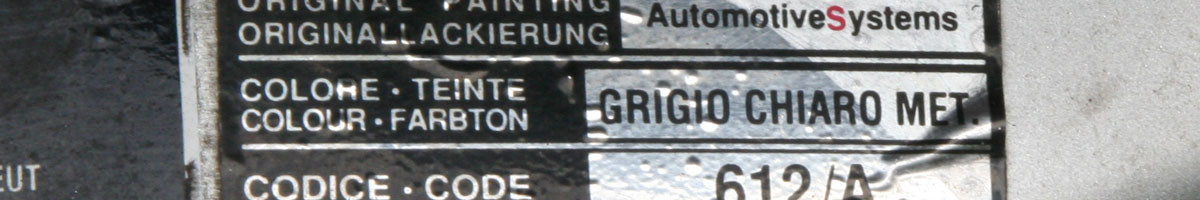 ORIGINAL PAINTING
ORIGINALLACKIERUNG
AutomotiveSystems
COLORE · TEINTE
COLOUR · FARBTON
GRIGIO CHIARO MET.
CODICE · CODE
612/A
EUT